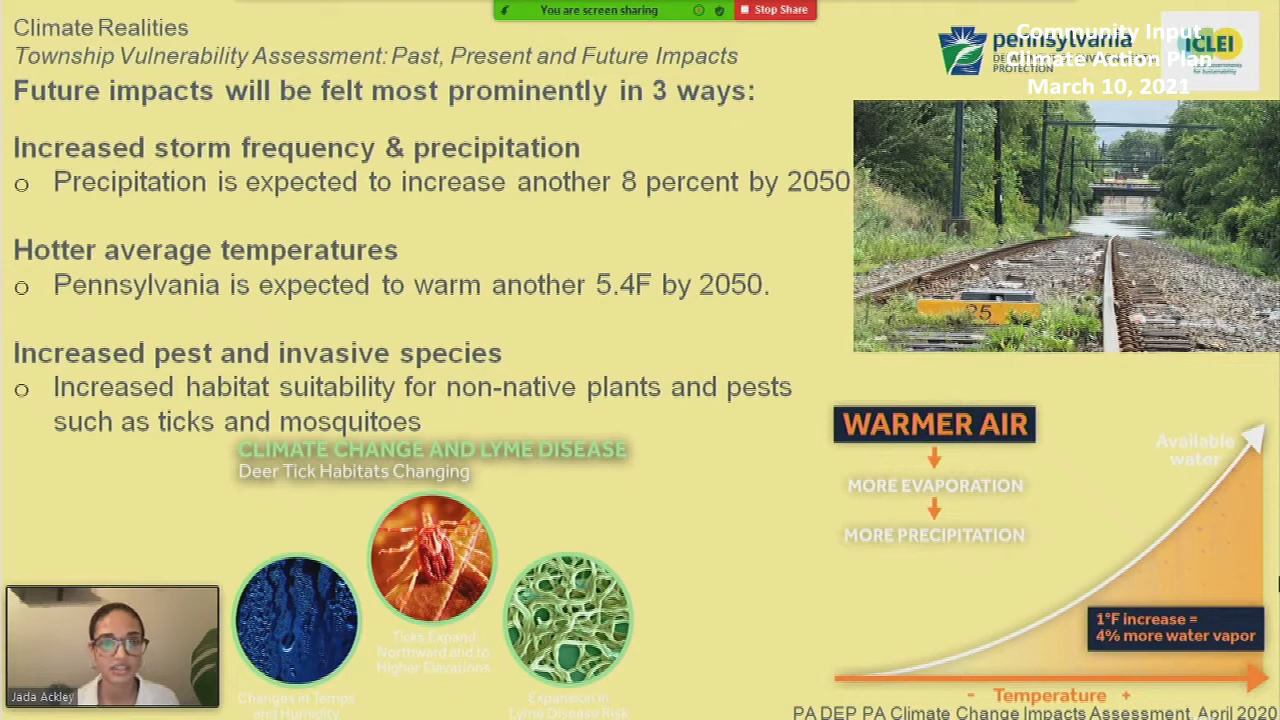 You are screen sharing
Stop Share
Climate Realities
Township Vulnerability Assessment: Past, Present and Future Impacts
Future impacts will be felt most prominently in 3 ways:
Increased storm frequency & precipitation
o Precipitation is expected to increase another 8 percent by 2050
Hotter average temperatures
o Pennsylvania is expected to warm another 5.4F by 2050.
Increased pest and invasive species
o Increased habitat suitability for non-native plants and pests
such as ticks and mosquitoes
pennsylvania
PROTECTION
ICLEI
for Sustainability
Community Input
Climate Action Plan
March 10, 2021
25
CLIMATE CHANGE AND LYME DISEASE
Deer Tick Habitats Changing
Ticks Expand
Northward and to
Higher Elevations
Changes in Temps
and Humidity
Expansion in
Lyme Disease Risk
WARMER AIR
MORE EVAPORATION
MORE PRECIPITATION
Available
water
1°F increase =
4% more water vapor
- Temperature +
PA DEP PA Climate Change Impacts Assessment, April 2020
Jada Ackley